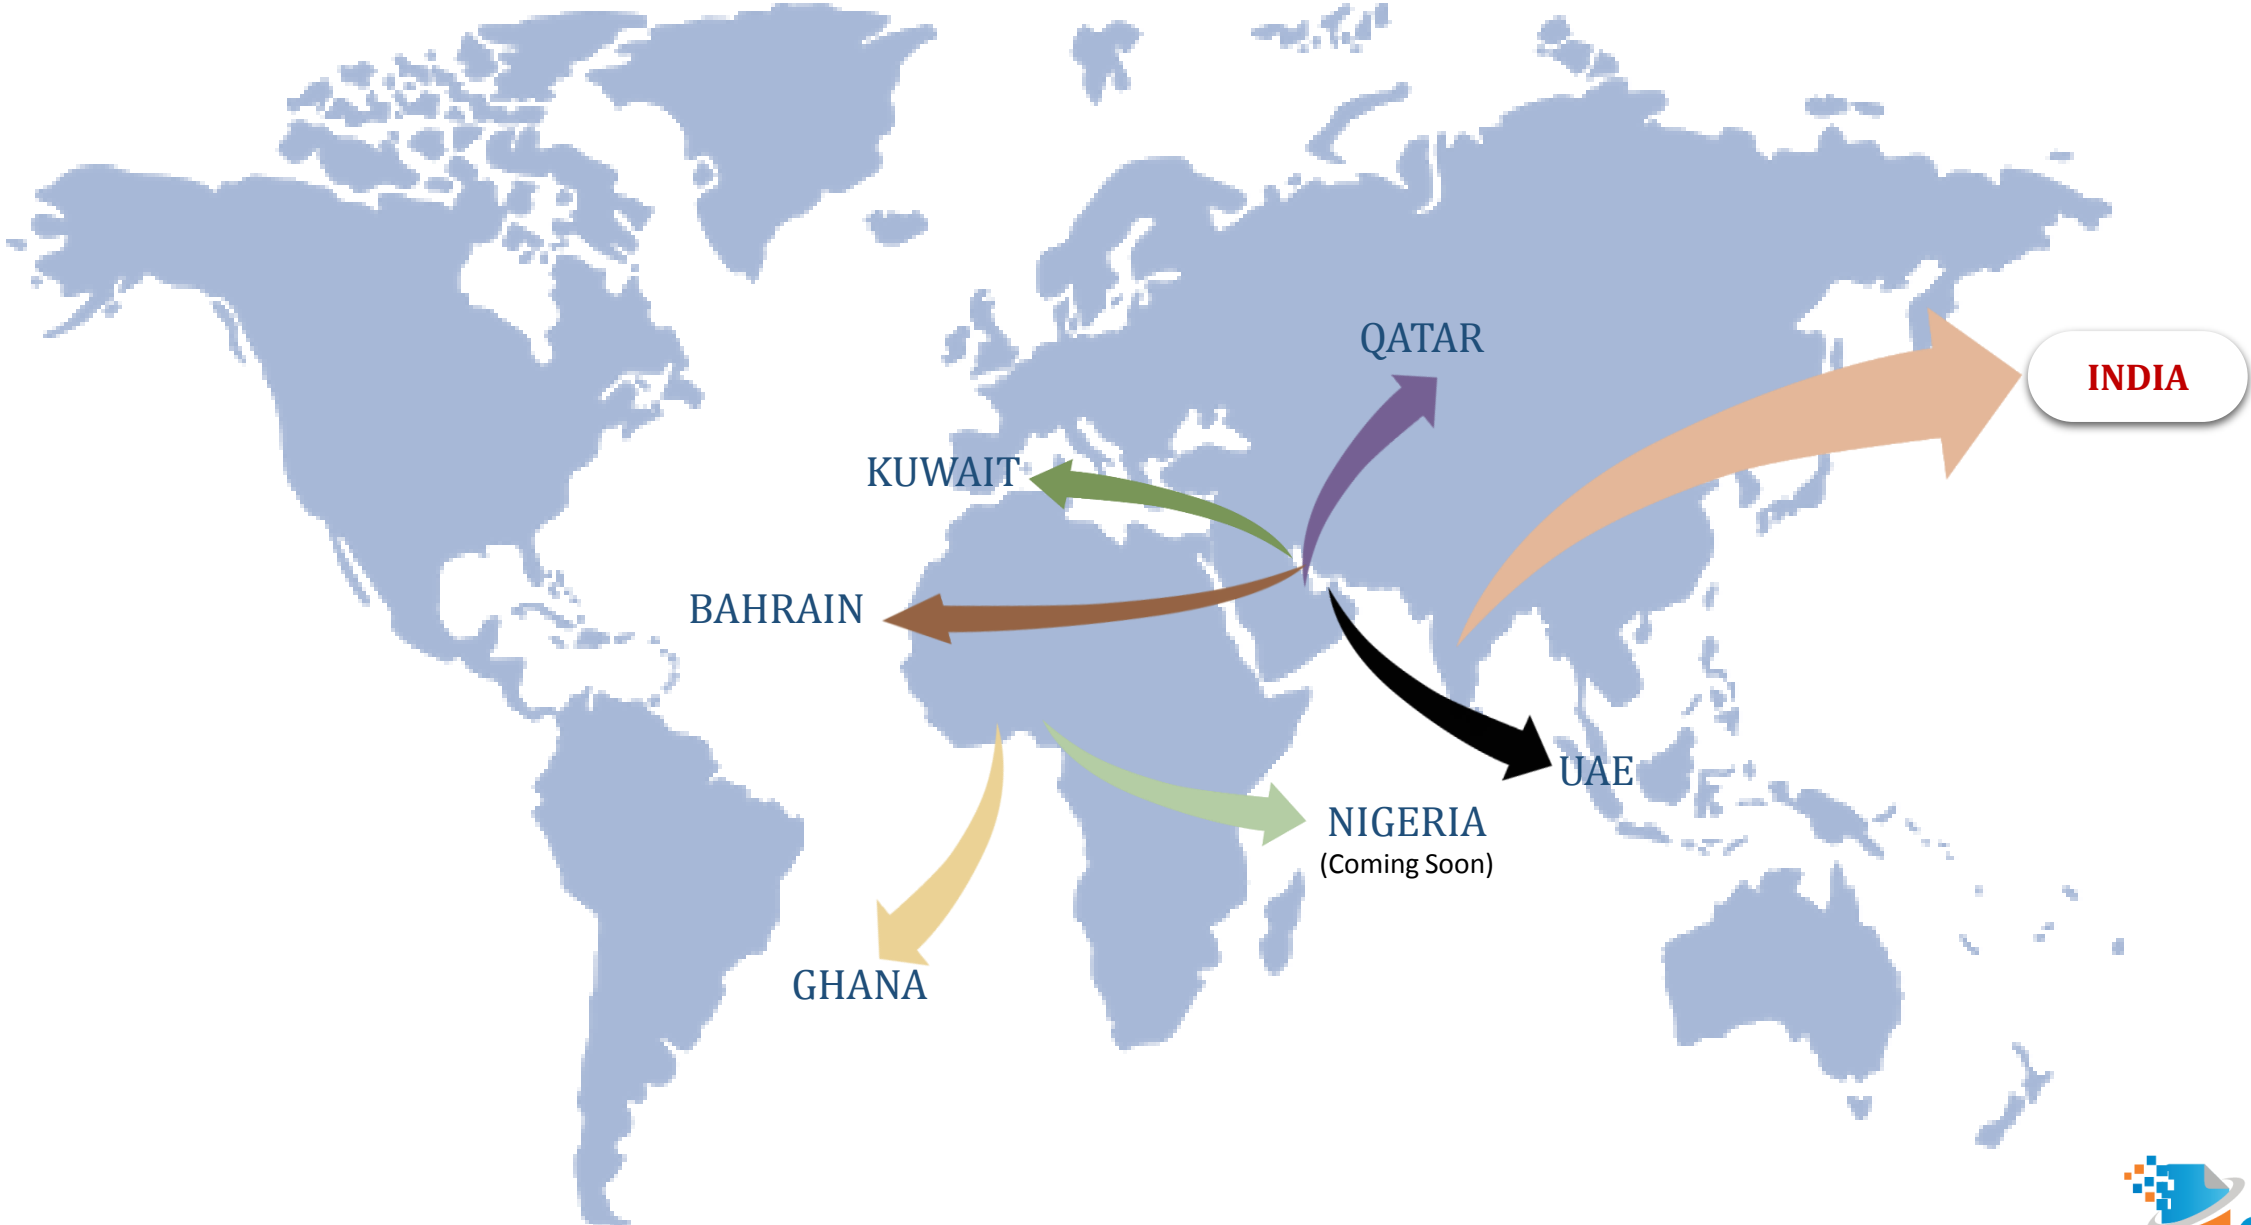 QATAR
INDIA
KUWAIT
BAHRAIN
UAE
NIGERIA
(Coming Soon)
GHANA